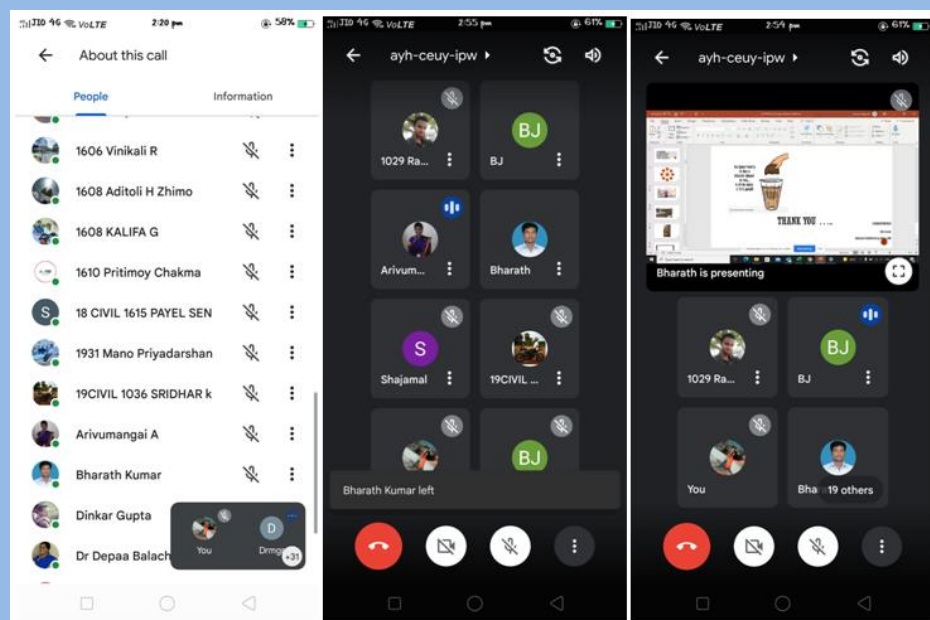 JIO 4G VoLTE 2:20 pm 58%
About this call
People Information
1606 Vinikali R
1608 Aditoli H Zhimo
1608 KALIFA G
1610 Pritimoy Chakma
S 18 CIVIL 1615 PAYEL SEN
1931 Mano Priyadarshan
19CIVIL 1036 SRIDHAR k
Arivumangai A
Bharath Kumar
Dinkar Gupta
Dr Depaa Balach
D
You Drmg
+31
JIO 4G VoLTE 2:55 pm 61%
ayh-ceuy-ipw
BJ
1029 Ra... BJ
Arivum... Bharath
S
Shajamal 19CIVIL ...
BJ
Bharath Kumar left
JIO 4G VoLTE 2:54 pm 61%
ayh-ceuy-ipw
THANK YOU ....
Bharath is presenting
BJ
1029 Ra... BJ
You Bha 19 others